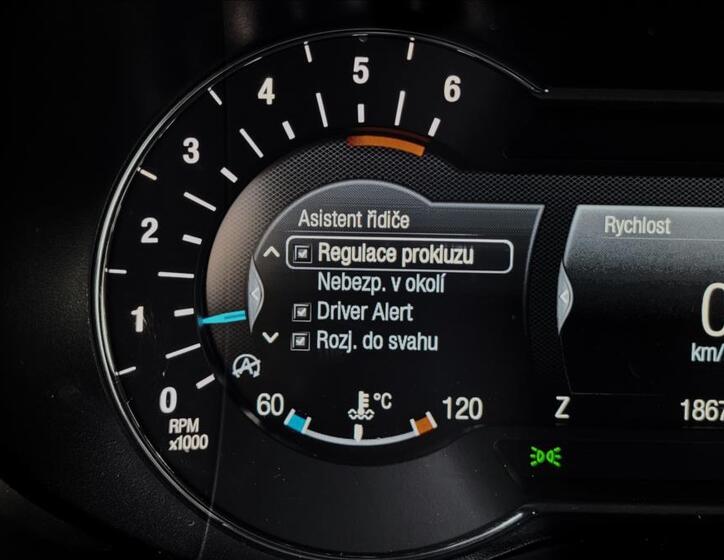 5
6
4
3
2
1
0
RPM
x1000
Asistent řidiče
Regulace prokluzu
Nebezp. v okolí
Driver Alert
Rozj. do svahu
A
60
°C
120
Rychlost
0
km/
Z
1867